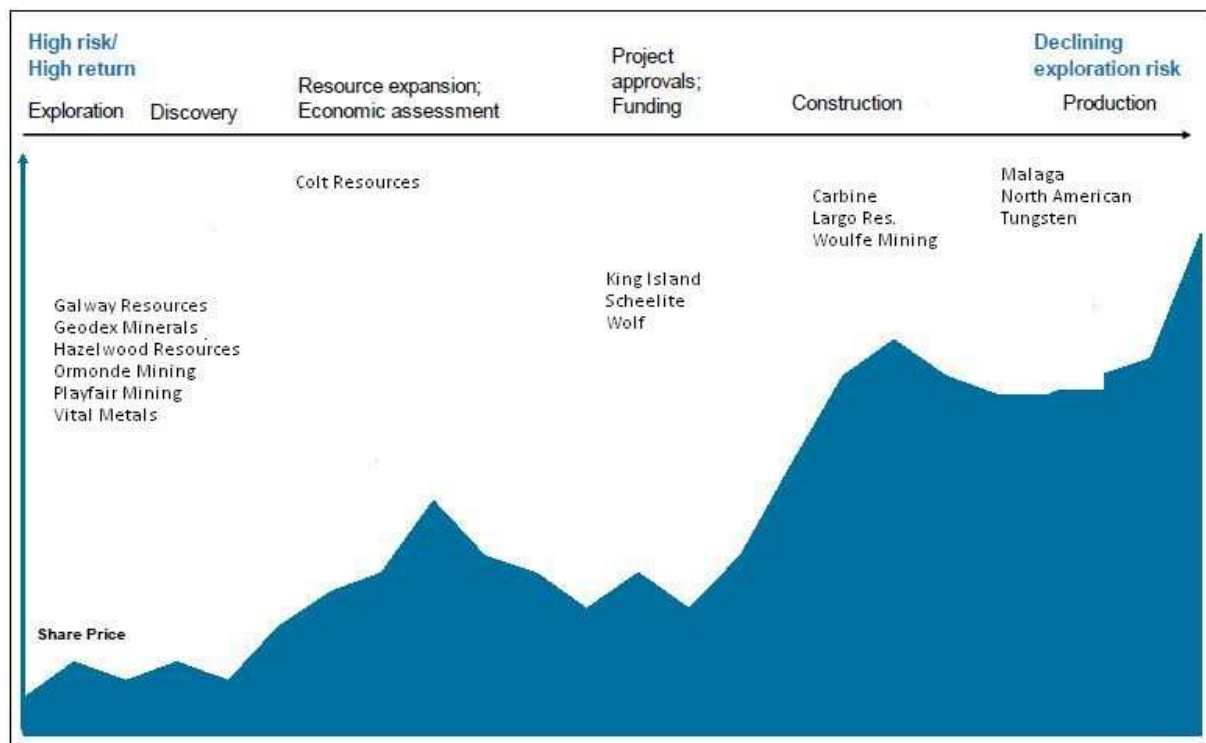 High risk/
High return
Declining
exploration risk
Exploration
Discovery
Resource expansion;
Economic assessment
Project
approvals;
Funding
Construction
Production
Colt Resources
Malaga
North American
Tungsten
Carbine
Largo Res.
Woulfe Mining
King Island
Scheelite
Wolf
Galway Resources
Geodex Minerals
Hazelwood Resources
Ormonde Mining
Playfair Mining
Vital Metals
Share Price